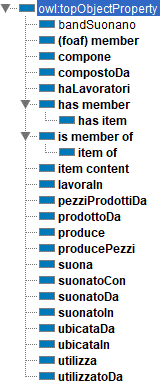 owl:topObjectProperty
bandSuonano
(foaf) member
compone
compostoDa
haLavoratori
has member
has item
is member of
item of
item content
lavoraIn
pezziProdottiDa
prodottoDa
produce
producePezzi
suona
suonatoCon
suonatoDa
suonatoIn
ubicataDa
ubicataIn
utilizza
utilizzatoDa